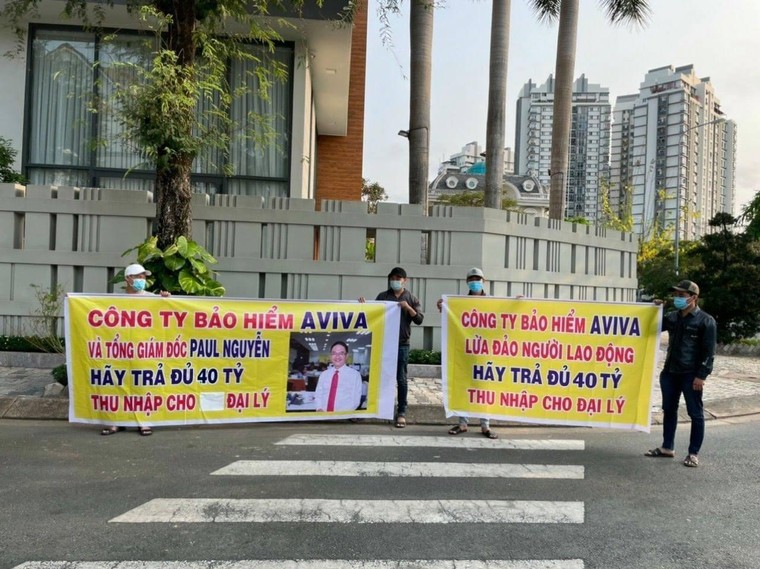 CÔNG TY BẢO HIỂM AVIVA
VÀ TỔNG GIÁM ĐỐC PAUL NGUYỄN
HÃY TRẢ ĐỦ 40 TỶ
THU NHẬP CHO ĐẠI LÝ
CÔNG TY BẢO HIỂM AVIVA
LỪA ĐẢO NGƯỜI LAO ĐỘNG
HÃY TRẢ ĐỦ 40 TỶ
THU NHẬP CHO ĐẠI LÝ